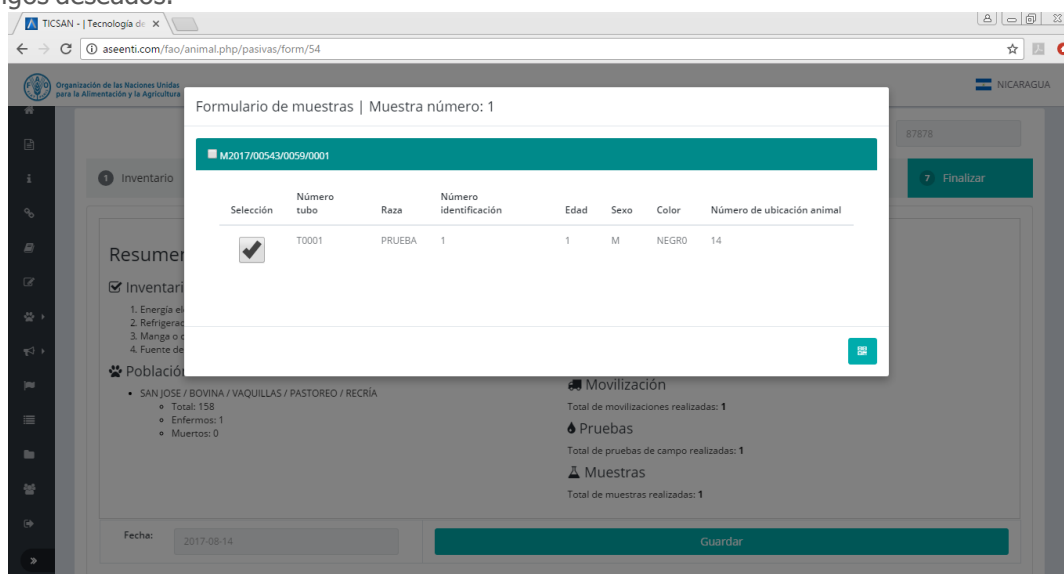 TICSAN - | Tecnología de
aseenti.com/fao/animal.php/pasivas/form/54
Organización de las Naciones Unidas
para la Alimentación y la Agricultura
NICARAGUA
Formulario de muestras | Muestra número: 1
87878
M2017/00543/0059/0001
1 Inventario
7 Finalizar
Selección Número tubo Raza Número identificación Edad Sexo Color Número de ubicación animal
T0001 PRUEBA 1 1 M NEGR0 14
Inventari
1. Energía el
2. Refrigerac
3. Manga o c
4. Fuente de
Població
SAN JOSE / BOVINA / VAQUILLAS / PASTOREO / RECRÍA
Total: 158
Enfermos: 1
Muertos: 0
Movilización
Total de movilizaciones realizadas: 1
Pruebas
Total de pruebas de campo realizadas: 1
Muestras
Total de muestras realizadas: 1
Fecha: 2017-08-14
Guardar